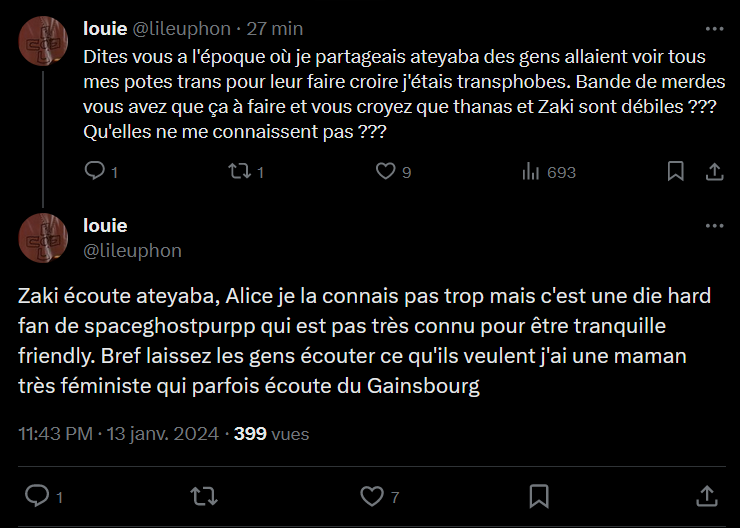 louie @lileuphon · 27 min
Dites vous a l'époque où je partageais ateyaba des gens allaient voir tous
mes potes trans pour leur faire croire j'étais transphobes. Bande de merdes
vous avez que ça à faire et vous croyez que thanas et Zaki sont débiles ???
Qu'elles ne me connaissent pas ???
1 1 9 693
louie
@lileuphon
Zaki écoute ateyaba, Alice je la connais pas trop mais c'est une die hard
fan de spaceghostpurpp qui est pas très connu pour être tranquille
friendly. Bref laissez les gens écouter ce qu'ils veulent j'ai une maman
très féministe qui parfois écoute du Gainsbourg
11:43 PM · 13 janv. 2024 · 399 vues
1 7